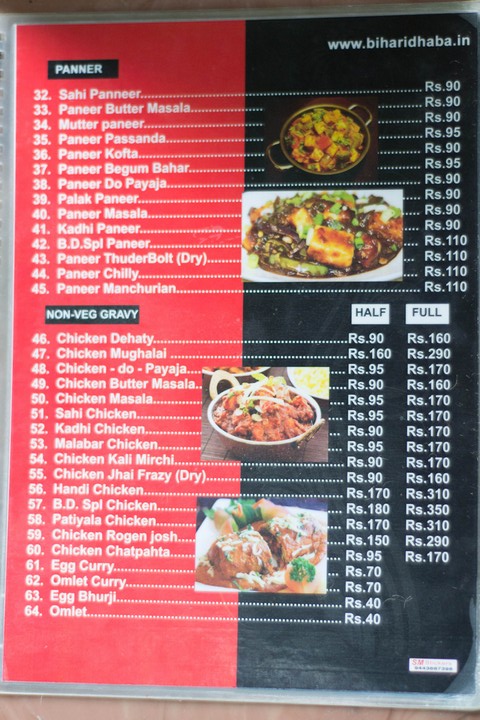 www.biharidhaba.in
PANNER
32. Sahi Panneer Rs.90
33. Paneer Butter Masala Rs.90
34. Mutter paneer Rs.90
35. Paneer Passanda Rs.95
36. Paneer Kofta Rs.90
37. Paneer Begum Bahar Rs.95
38. Paneer Do Payaja Rs.90
39. Palak Paneer Rs.90
40. Paneer Masala Rs.90
41. Kadhi Paneer Rs.90
42. B.D.Spl Paneer Rs.110
43. Paneer ThuderBolt (Dry) Rs.110
44. Paneer Chilly Rs.110
45. Paneer Manchurian Rs.110
NON-VEG GRAVY HALF FULL
46. Chicken Dehaty Rs.90 Rs.160
47. Chicken Mughalai Rs.160 Rs.290
48. Chicken - do - Payaja Rs.95 Rs.170
49. Chicken Butter Masala Rs.90 Rs.160
50. Chicken Masala Rs.95 Rs.170
51. Sahi Chicken Rs.95 Rs.170
52. Kadhi Chicken Rs.90 Rs.170
53. Malabar Chicken Rs.95 Rs.170
54. Chicken Kali Mirchi Rs.90 Rs.170
55. Chicken Jhai Frazy (Dry) Rs.90 Rs.160
56. Handi Chicken Rs.170 Rs.310
57. B.D. Spl Chicken Rs.180 Rs.350
58. Patiyala Chicken Rs.170 Rs.310
59. Chicken Rogen josh Rs.150 Rs.290
60. Chicken Chatpahta Rs.95 Rs.170
61. Egg Curry Rs.70
62. Omlet Curry Rs.70
63. Egg Bhurji Rs.40
64. Omlet Rs.40
SM